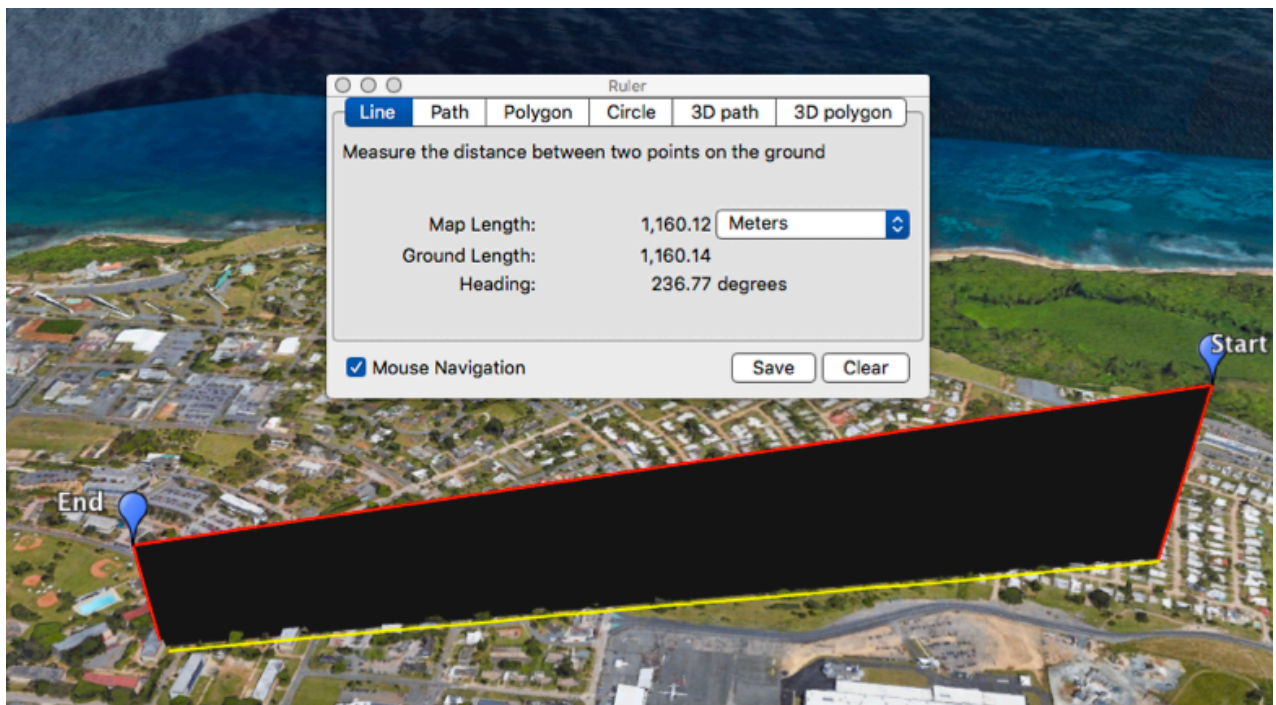 Ruler
Line Path Polygon Circle 3D path 3D polygon
Measure the distance between two points on the ground
Map Length: 1,160.12 Meters
Ground Length: 1,160.14
Heading: 236.77 degrees
Mouse Navigation Save Clear
Start
End